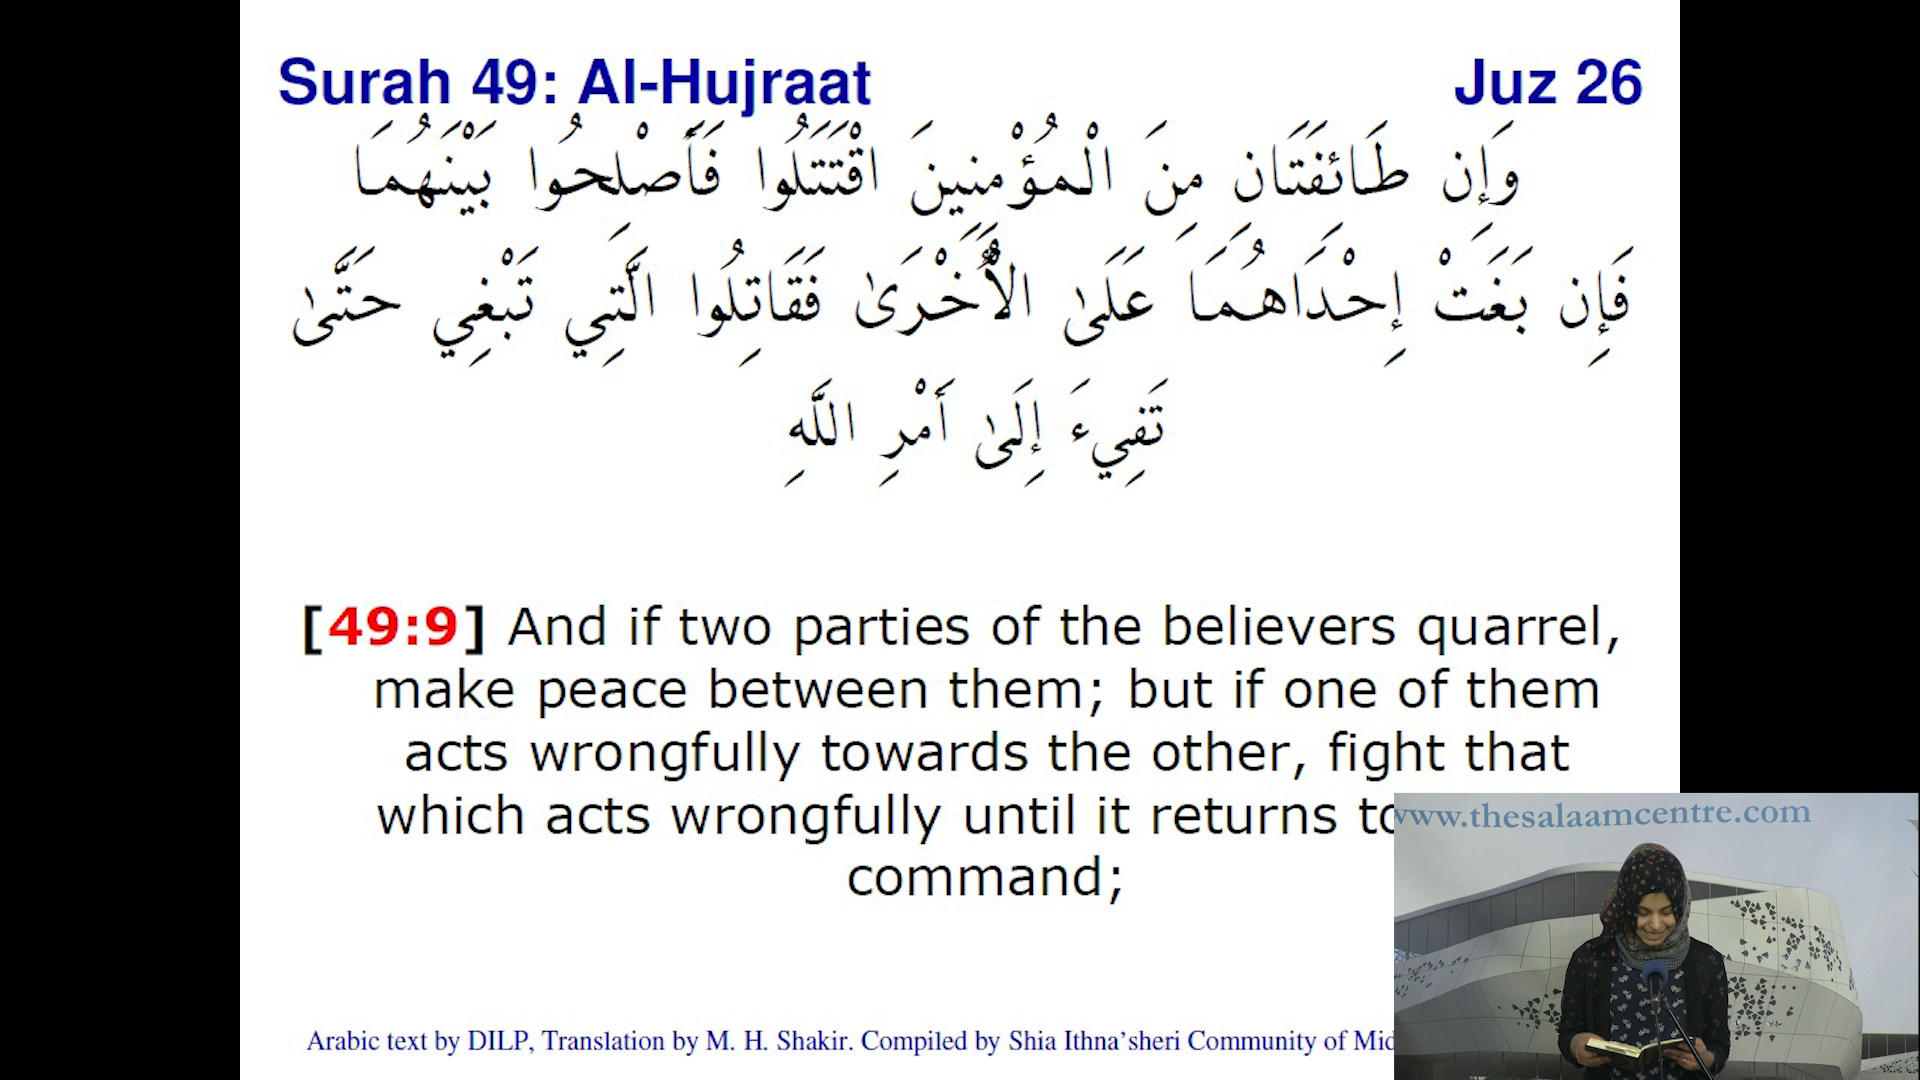 Surah 49: Al-Hujraat Juz 26
وَإِن طَائِفَتَانِ مِنَ الْمُؤْمِنِينَ اقْتَتَلُوا فَأَصْلِحُوا بَيْنَهُمَا
فَإِن بَغَتْ إِحْدَاهُمَا عَلَىٰ الْأُخْرَىٰ فَقَاتِلُوا الَّتِي تَبْغِي حَتَّىٰ
تَفِيءَ إِلَىٰ أَمْرِ اللَّهِ
[49:9] And if two parties of the believers quarrel,
make peace between them; but if one of them
acts wrongfully towards the other, fight that
which acts wrongfully until it returns
command;
www.thesalaamcentre.com
Arabic text by DILP, Translation by M. H. Shakir. Compiled by Shia Ithna'sheri Community of